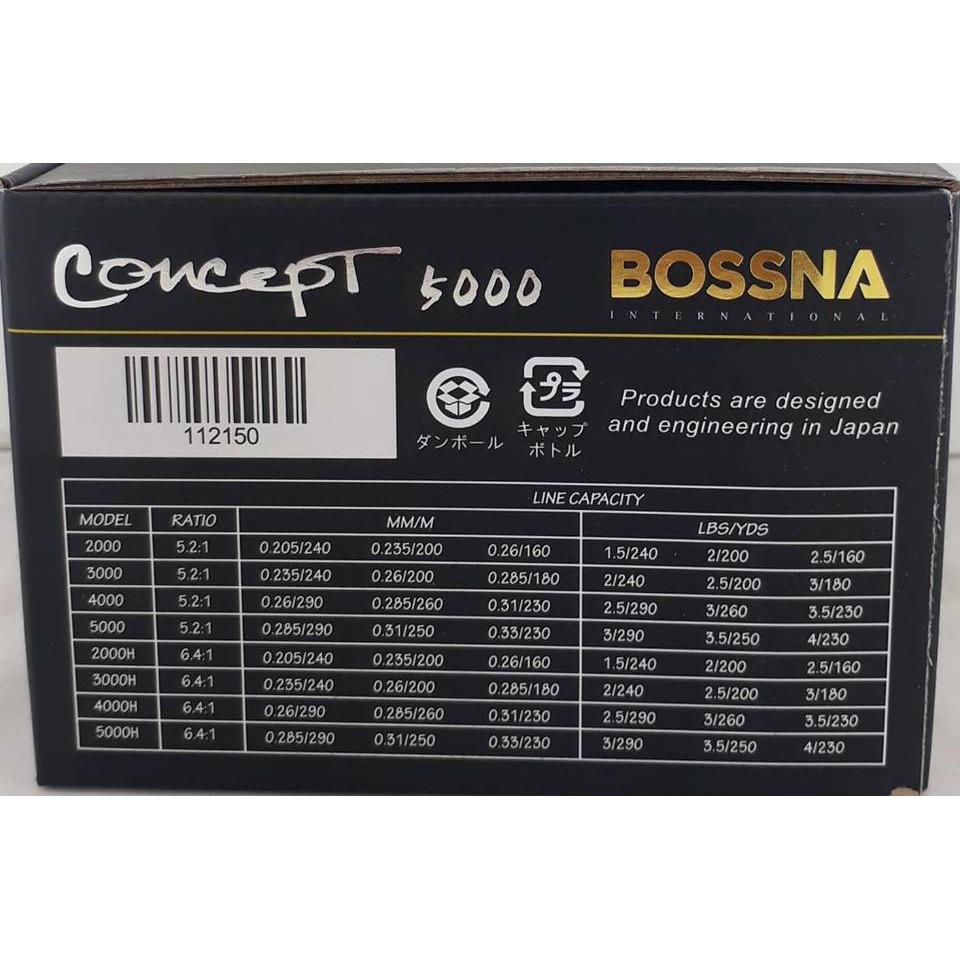 Concept 5000
BOSSNA
INTERNATIONAL
112150
ダンボール
プラ
キャップ
ボトル
Products are designed
and engineering in Japan
LINE CAPACITY
MODEL RATIO MM/M LBS/YDS
2000 5.2:1 0.205/240 0.235/200 0.26/160 1.5/240 2/200 2.5/160
3000 5.2:1 0.235/240 0.26/200 0.285/180 2/240 2.5/200 3/180
4000 5.2:1 0.26/290 0.285/260 0.31/230 2.5/290 3/260 3.5/230
5000 5.2:1 0.285/290 0.31/250 0.33/230 3/290 3.5/250 4/230
2000H 6.4:1 0.205/240 0.235/200 0.26/160 1.5/240 2/200 2.5/160
3000H 6.4:1 0.235/240 0.26/200 0.285/180 2/240 2.5/200 3/180
4000H 6.4:1 0.26/290 0.285/260 0.31/230 2.5/290 3/260 3.5/230
5000H 6.4:1 0.285/290 0.31/250 0.33/230 3/290 3.5/250 4/230